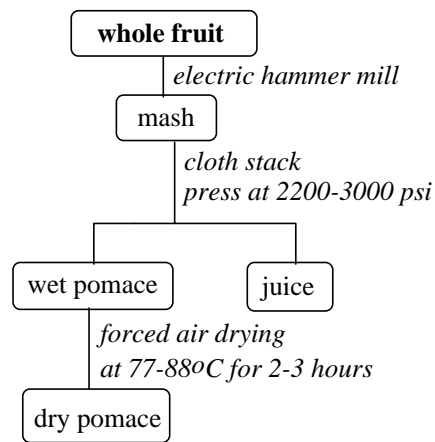 whole fruit
electric hammer mill
mash
cloth stack
press at 2200-3000 psi
wet pomace
juice
forced air drying
at 77-88oC for 2-3 hours
dry pomace